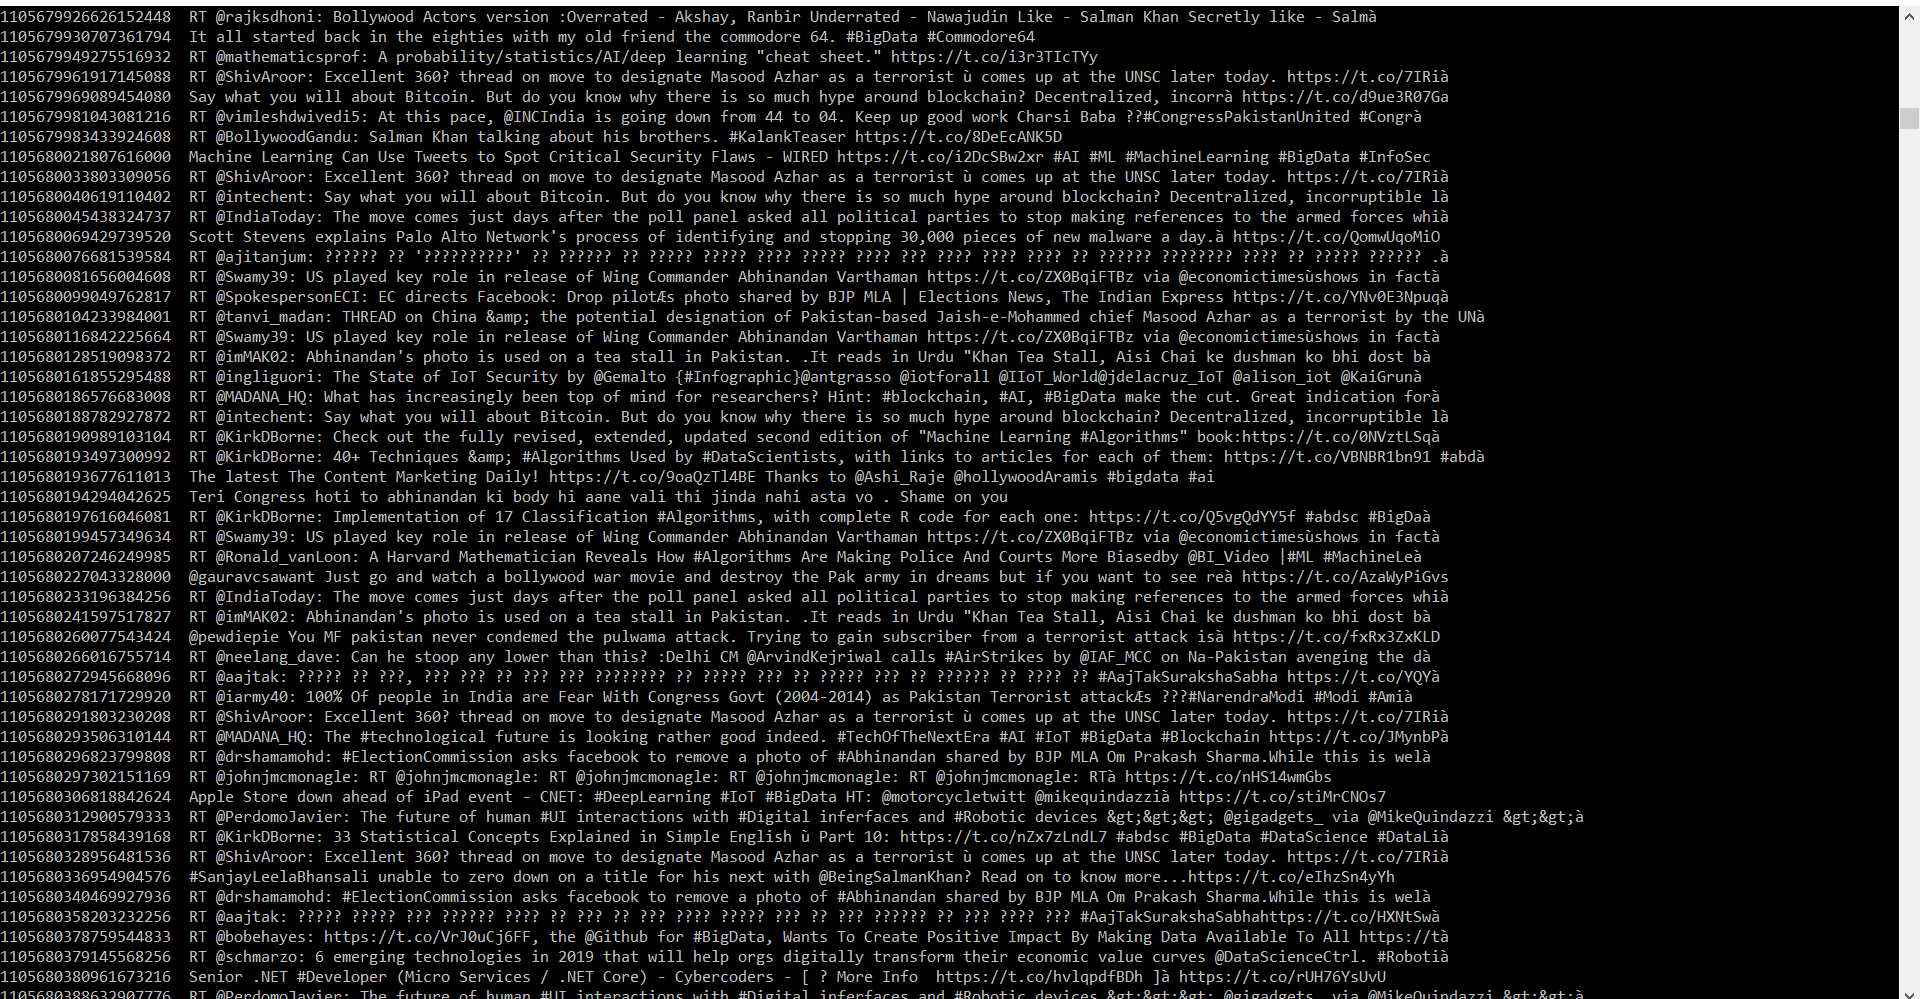 1105679926626152448  RT @rajksdhoni: Bollywood Actors version :Overrated - Akshay, Ranbir Underrated - Nawajudin Like - Salman Khan Secretly like - Salmà
1105679930707361794  It all started back in the eighties with my old friend the commodore 64. #BigData #Commodore64
1105679949275516932  RT @mathematicsprof: A probability/statistics/AI/deep learning "cheat sheet." https://t.co/i3r3TIcTYy
1105679961917145088  RT @ShivAroor: Excellent 360? thread on move to designate Masood Azhar as a terrorist ù comes up at the UNSC later today. https://t.co/7IRià
1105679969089454080  Say what you will about Bitcoin. But do you know why there is so much hype around blockchain? Decentralized, incorrà https://t.co/d9ue3R07Ga
1105679981043081216  RT @vimleshdwivedi5: At this pace, @INCIndia is going down from 44 to 04. Keep up good work Charsi Baba ??#CongressPakistanUnited #Congrà
1105679983433924608  RT @BollywoodGandu: Salman Khan talking about his brothers. #KalankTeaser https://t.co/8DeEcANK5D
1105680021807616000  Machine Learning Can Use Tweets to Spot Critical Security Flaws - WIRED https://t.co/i2DcSBw2xr #AI #ML #MachineLearning #BigData #InfoSec
1105680033803309056  RT @ShivAroor: Excellent 360? thread on move to designate Masood Azhar as a terrorist ù comes up at the UNSC later today. https://t.co/7IRià
1105680040619110402  RT @intechent: Say what you will about Bitcoin. But do you know why there is so much hype around blockchain? Decentralized, incorruptible là
1105680045438324737  RT @IndiaToday: The move comes just days after the poll panel asked all political parties to stop making references to the armed forces whià
1105680069429739520  Scott Stevens explains Palo Alto Network's process of identifying and stopping 30,000 pieces of new malware a day.à https://t.co/QomwUqoMiO
1105680076681539584  RT @ajitanjum: ?????? ?? '??????????' ?? ?????? ?? ????? ????? ???? ????? ???? ??? ???? ???? ???? ?? ?????? ???????? ???? ?? ????? ?????? .à
1105680081656004608  RT @Swamy39: US played key role in release of Wing Commander Abhinandan Varthaman https://t.co/ZX0BqiFTBz via @economictimesùshows in factà
1105680099049762817  RT @SpokespersonECI: EC directs Facebook: Drop pilotÆs photo shared by BJP MLA | Elections News, The Indian Express https://t.co/YNv0E3Npuqà
1105680104233984001  RT @tanvi_madan: THREAD on China &amp; the potential designation of Pakistan-based Jaish-e-Mohammed chief Masood Azhar as a terrorist by the UNà
1105680116842225664  RT @Swamy39: US played key role in release of Wing Commander Abhinandan Varthaman https://t.co/ZX0BqiFTBz via @economictimesùshows in factà
1105680128519098372  RT @imMAK02: Abhinandan's photo is used on a tea stall in Pakistan. .It reads in Urdu "Khan Tea Stall, Aisi Chai ke dushman ko bhi dost bà
1105680161855295488  RT @ingliguori: The State of IoT Security by @Gemalto {#Infographic}@antgrasso @iotforall @IIoT_World@jdelacruz_IoT @alison_iot @KaiGrunà
1105680186576683008  RT @MADANA_HQ: What has increasingly been top of mind for researchers? Hint: #blockchain, #AI, #BigData make the cut. Great indication forà
1105680188782927872  RT @intechent: Say what you will about Bitcoin. But do you know why there is so much hype around blockchain? Decentralized, incorruptible là
1105680190989103104  RT @KirkDBorne: Check out the fully revised, extended, updated second edition of "Machine Learning #Algorithms" book:https://t.co/0NVztLSqà
1105680193497300992  RT @KirkDBorne: 40+ Techniques &amp; #Algorithms Used by #DataScientists, with links to articles for each of them: https://t.co/VBNBR1bn91 #abdà
1105680193677611013  The latest The Content Marketing Daily! https://t.co/9oaQzTl4BE Thanks to @Ashi_Raje @hollywoodAramis #bigdata #ai
1105680194294042625  Teri Congress hoti to abhinandan ki body hi aane vali thi jinda nahi asta vo . Shame on you
1105680197616046081  RT @KirkDBorne: Implementation of 17 Classification #Algorithms, with complete R code for each one: https://t.co/Q5vgQdYY5f #abdsc #BigDaà
1105680199457349634  RT @Swamy39: US played key role in release of Wing Commander Abhinandan Varthaman https://t.co/ZX0BqiFTBz via @economictimesùshows in factà
1105680207246249985  RT @Ronald_vanLoon: A Harvard Mathematician Reveals How #Algorithms Are Making Police And Courts More Biasedby @BI_Video |#ML #MachineLeà
1105680227043328000  @gauravcsawant Just go and watch a bollywood war movie and destroy the Pak army in dreams but if you want to see reà https://t.co/AzaWyPiGvs
1105680233196384256  RT @IndiaToday: The move comes just days after the poll panel asked all political parties to stop making references to the armed forces whià
1105680241597517827  RT @imMAK02: Abhinandan's photo is used on a tea stall in Pakistan. .It reads in Urdu "Khan Tea Stall, Aisi Chai ke dushman ko bhi dost bà
1105680260077543424  @pewdiepie You MF pakistan never condemed the pulwama attack. Trying to gain subscriber from a terrorist attack isà https://t.co/fxRx3ZxKLD
1105680266016755714  RT @neelang_dave: Can he stoop any lower than this? :Delhi CM @ArvindKejriwal calls #AirStrikes by @IAF_MCC on Na-Pakistan avenging the dà
1105680272945668096  RT @aajtak: ????? ?? ???, ??? ??? ?? ??? ??? ???????? ?? ????? ??? ?? ????? ??? ?? ?????? ?? ???? ?? #AajTakSurakshaSabha https://t.co/YQYà
1105680278171729920  RT @iarmy40: 100% Of people in India are Fear With Congress Govt (2004-2014) as Pakistan Terrorist attackÆs ???#NarendraModi #Modi #Amià
1105680291803230208  RT @ShivAroor: Excellent 360? thread on move to designate Masood Azhar as a terrorist ù comes up at the UNSC later today. https://t.co/7IRià
1105680293506310144  RT @MADANA_HQ: The #technological future is looking rather good indeed. #TechOfTheNextEra #AI #IoT #BigData #Blockchain https://t.co/JMynbPà
1105680296823799808  RT @drshamamohd: #ElectionCommission asks facebook to remove a photo of #Abhinandan shared by BJP MLA Om Prakash Sharma.While this is welà
1105680297302151169  RT @johnjmcmonagle: RT @johnjmcmonagle: RT @johnjmcmonagle: RT @johnjmcmonagle: RT @johnjmcmonagle: RTà https://t.co/nHS14wmGbs
1105680306818842624  Apple Store down ahead of iPad event - CNET: #DeepLearning #IoT #BigData HT: @motorcycletwitt @mikequindazzià https://t.co/stiMrCNOs7
1105680312900579333  RT @PerdomoJavier: The future of human #UI interactions with #Digital inferfaces and #Robotic devices &gt;&gt;&gt; @gigadgets_ via @MikeQuindazzi &gt;&gt;à
1105680317858439168  RT @KirkDBorne: 33 Statistical Concepts Explained in Simple English ù Part 10: https://t.co/nZx7zLndL7 #abdsc #BigData #DataScience #DataLià
1105680328956481536  RT @ShivAroor: Excellent 360? thread on move to designate Masood Azhar as a terrorist ù comes up at the UNSC later today. https://t.co/7IRià
1105680336954904576  #SanjayLeelaBhansali unable to zero down on a title for his next with @BeingSalmanKhan? Read on to know more...https://t.co/eIhzSn4yYh
1105680340469927936  RT @drshamamohd: #ElectionCommission asks facebook to remove a photo of #Abhinandan shared by BJP MLA Om Prakash Sharma.While this is welà
1105680358203232256  RT @aajtak: ????? ????? ??? ?????? ???? ?? ??? ?? ??? ???? ????? ??? ?? ??? ?????? ?? ??? ???? ??? #AajTakSurakshaSabhahttps://t.co/HXNtSwà
1105680378759544833  RT @bobehayes: https://t.co/VrJ0uCj6FF, the @Github for #BigData, Wants To Create Positive Impact By Making Data Available To All https://tà
1105680379145568256  RT @schmarzo: 6 emerging technologies in 2019 that will help orgs digitally transform their economic value curves @DataScienceCtrl. #Robotià
1105680380961673216  Senior .NET #Developer (Micro Services / .NET Core) - Cybercoders - [ ? More Info  https://t.co/hvlqpdfBDh ]à https://t.co/rUH76YsUvU
1105680388632907776  RT @PerdomoJavier: The future of human #UI interactions with #Digital inferfaces and #Robotic devices &gt;&gt;&gt; @gigadgets_ via @MikeQuindazzi &gt;&gt;à